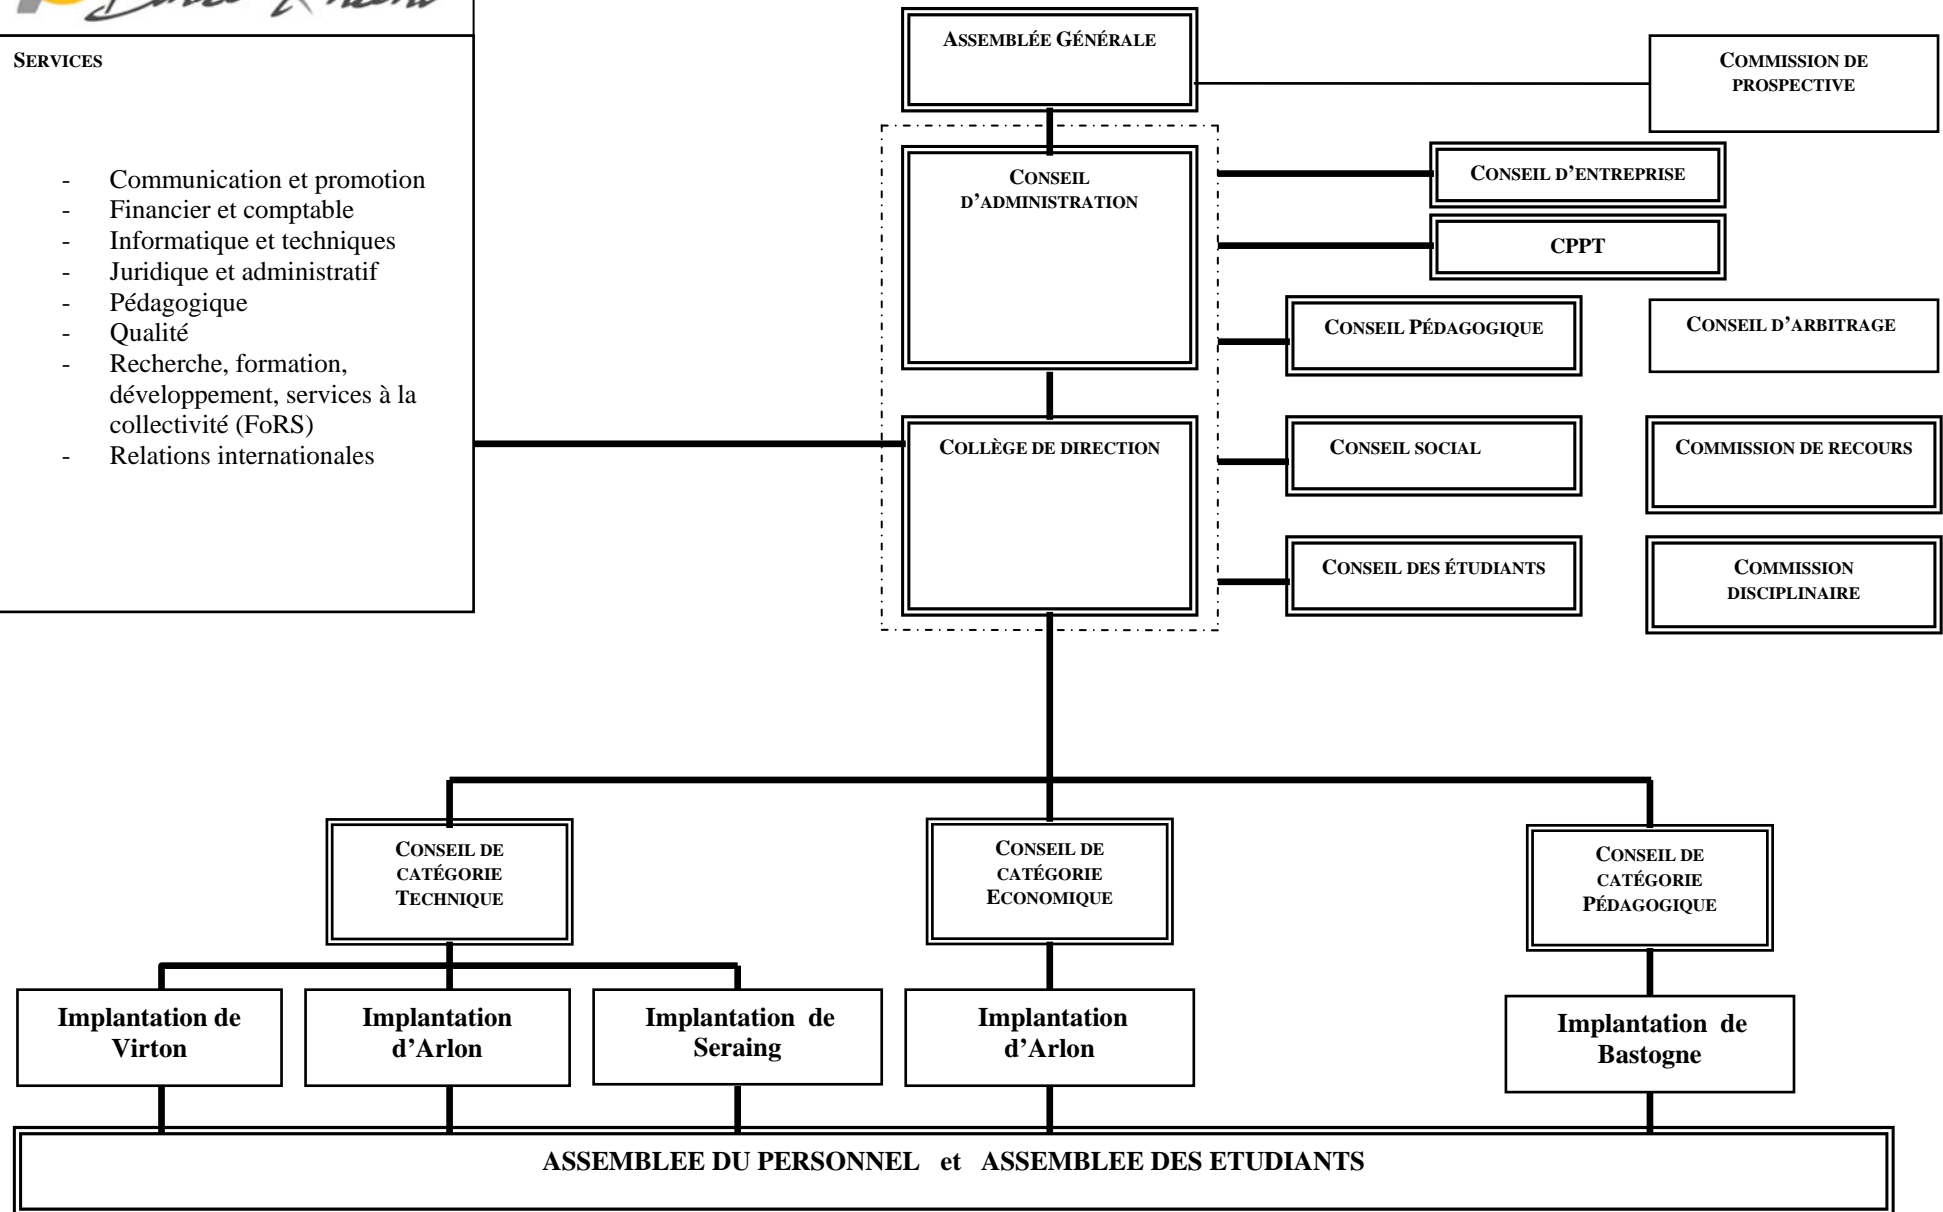 SERVICES
- Communication et promotion
- Financier et comptable
- Informatique et techniques
- Juridique et administratif
- Pédagogique
- Qualité
- Recherche, formation,
développement, services à la
collectivité (FoRS)
- Relations internationales
ASSEMBLÉE GÉNÉRALE
COMMISSION DE
PROSPECTIVE
CONSEIL
D’ADMINISTRATION
CONSEIL D’ENTREPRISE
CPPT
CONSEIL PÉDAGOGIQUE
CONSEIL D’ARBITRAGE
COLLÈGE DE DIRECTION
CONSEIL SOCIAL
COMMISSION DE RECOURS
CONSEIL DES ÉTUDIANTS
COMMISSION
DISCIPLINAIRE
CONSEIL DE
CATÉGORIE
TECHNIQUE
CONSEIL DE
CATÉGORIE
ECONOMIQUE
CONSEIL DE
CATÉGORIE
PÉDAGOGIQUE
Implantation de
Virton
Implantation
d’Arlon
Implantation de
Seraing
Implantation
d’Arlon
Implantation de
Bastogne
ASSEMBLEE DU PERSONNEL et ASSEMBLEE DES ETUDIANTS